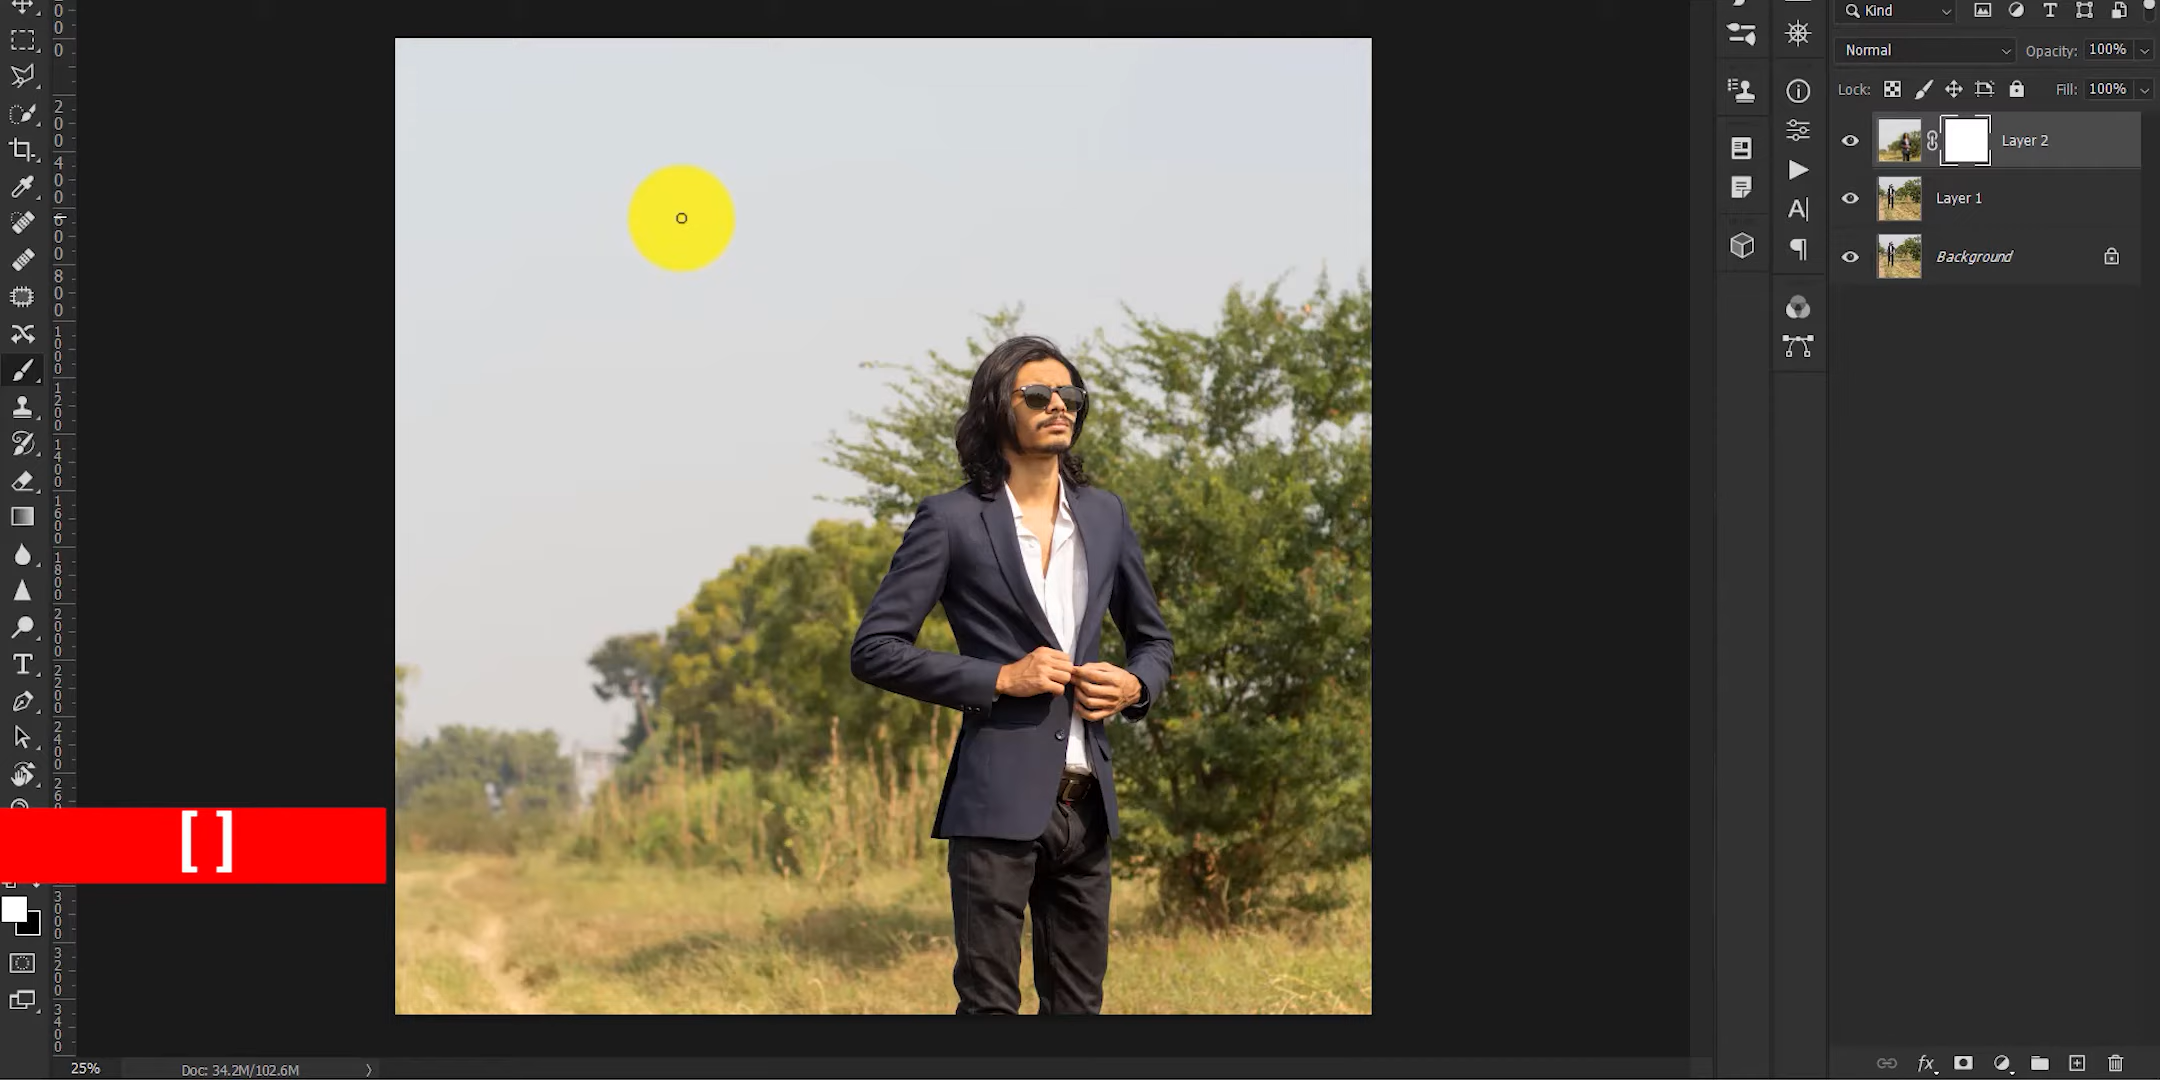 Kind
Normal
Opacity: 100%
Lock:
Fill: 100%
Layer 2
Layer 1
Background
[ ]
25%
Doc: 34.2M/102.6M